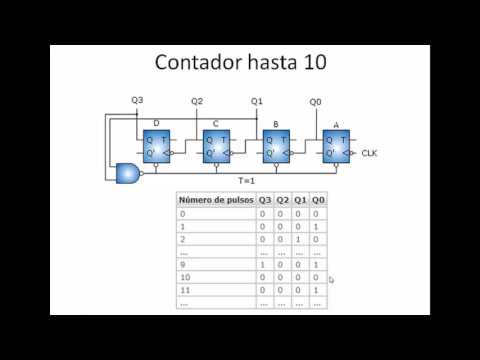 Contador hasta 10
Q3 Q2 Q1 Q0
D C B A
Q T Q T Q T Q T
Q' Q' Q' Q' CLK
T=1
Número de pulsos Q3 Q2 Q1 Q0
0 0 0 0 0
1 0 0 0 1
2 0 0 1 0
... ... ... ... ...
9 1 0 0 1
10 0 0 0 0
11 0 0 0 1
... ... ... ... ...